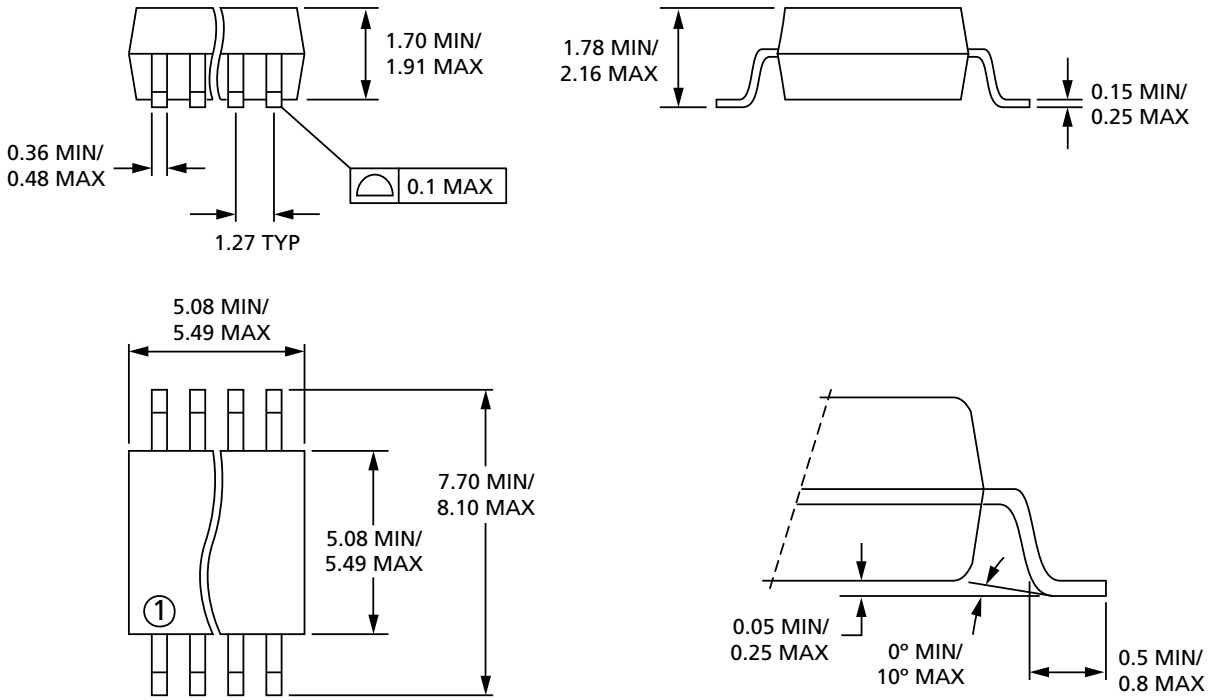 1.70 MIN/
1.91 MAX
1.78 MIN/
2.16 MAX
0.15 MIN/
0.25 MAX
0.36 MIN/
0.48 MAX
0.1 MAX
1.27 TYP
5.08 MIN/
5.49 MAX
7.70 MIN/
8.10 MAX
5.08 MIN/
5.49 MAX
1
0.05 MIN/
0.25 MAX
0º MIN/
10º MAX
0.5 MIN/
0.8 MAX